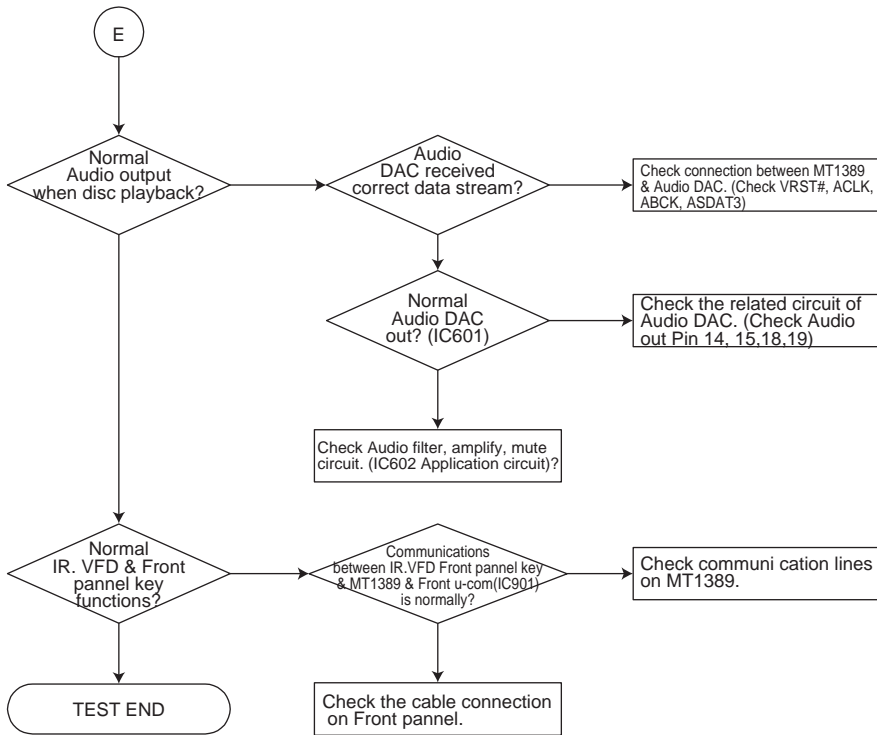 E
Normal
Audio output
when disc playback?
Audio
DAC received
correct data stream?
Check connection between MT1389
& Audio DAC. (Check VRST#, ACLK,
ABCK, ASDAT3)
Normal
Audio DAC
out? (IC601)
Check the related circuit of
Audio DAC. (Check Audio
out Pin 14, 15,18,19)
Check Audio filter, amplify, mute
circuit. (IC602 Application circuit)?
Normal
IR. VFD & Front
pannel key
functions?
Communications
between IR.VFD Front pannel key
& MT1389 & Front u-com(IC901)
is normally?
Check communi cation lines
on MT1389.
TEST END
Check the cable connection
on Front pannel.